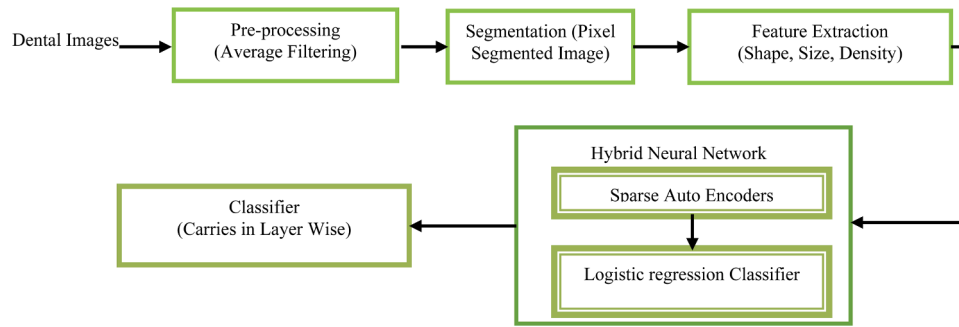 Dental Images
Pre-processing
(Average Filtering)
Segmentation (Pixel
Segmented Image)
Feature Extraction
(Shape, Size, Density)
Hybrid Neural Network
Sparse Auto Encoders
Logistic regression Classifier
Classifier
(Carries in Layer Wise)